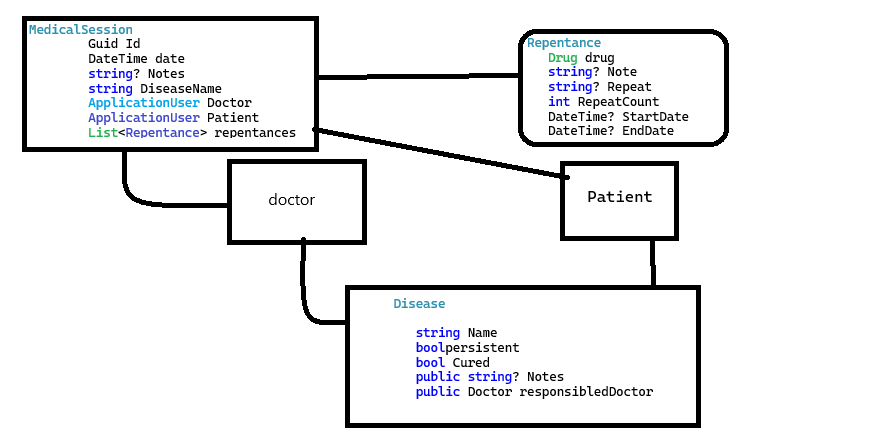 MedicalSession
Guid Id
DateTime date
string? Notes
string DiseaseName
ApplicationUser Doctor
ApplicationUser Patient
List<Repentance> repentances
Repentance
Drug drug
string? Note
string? Repeat
int RepeatCount
DateTime? StartDate
DateTime? EndDate
doctor
Patient
Disease
string Name
boolpersistent
bool Cured
public string? Notes
public Doctor responsibledDoctor